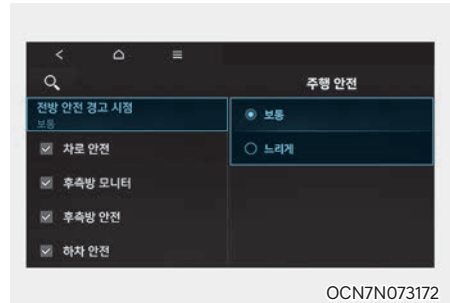 주행 안전
전방 안전 경고 시점
보통
차로 안전
후측방 모니터
후측방 안전
하차 안전
보통
느리게
OCN7N073172